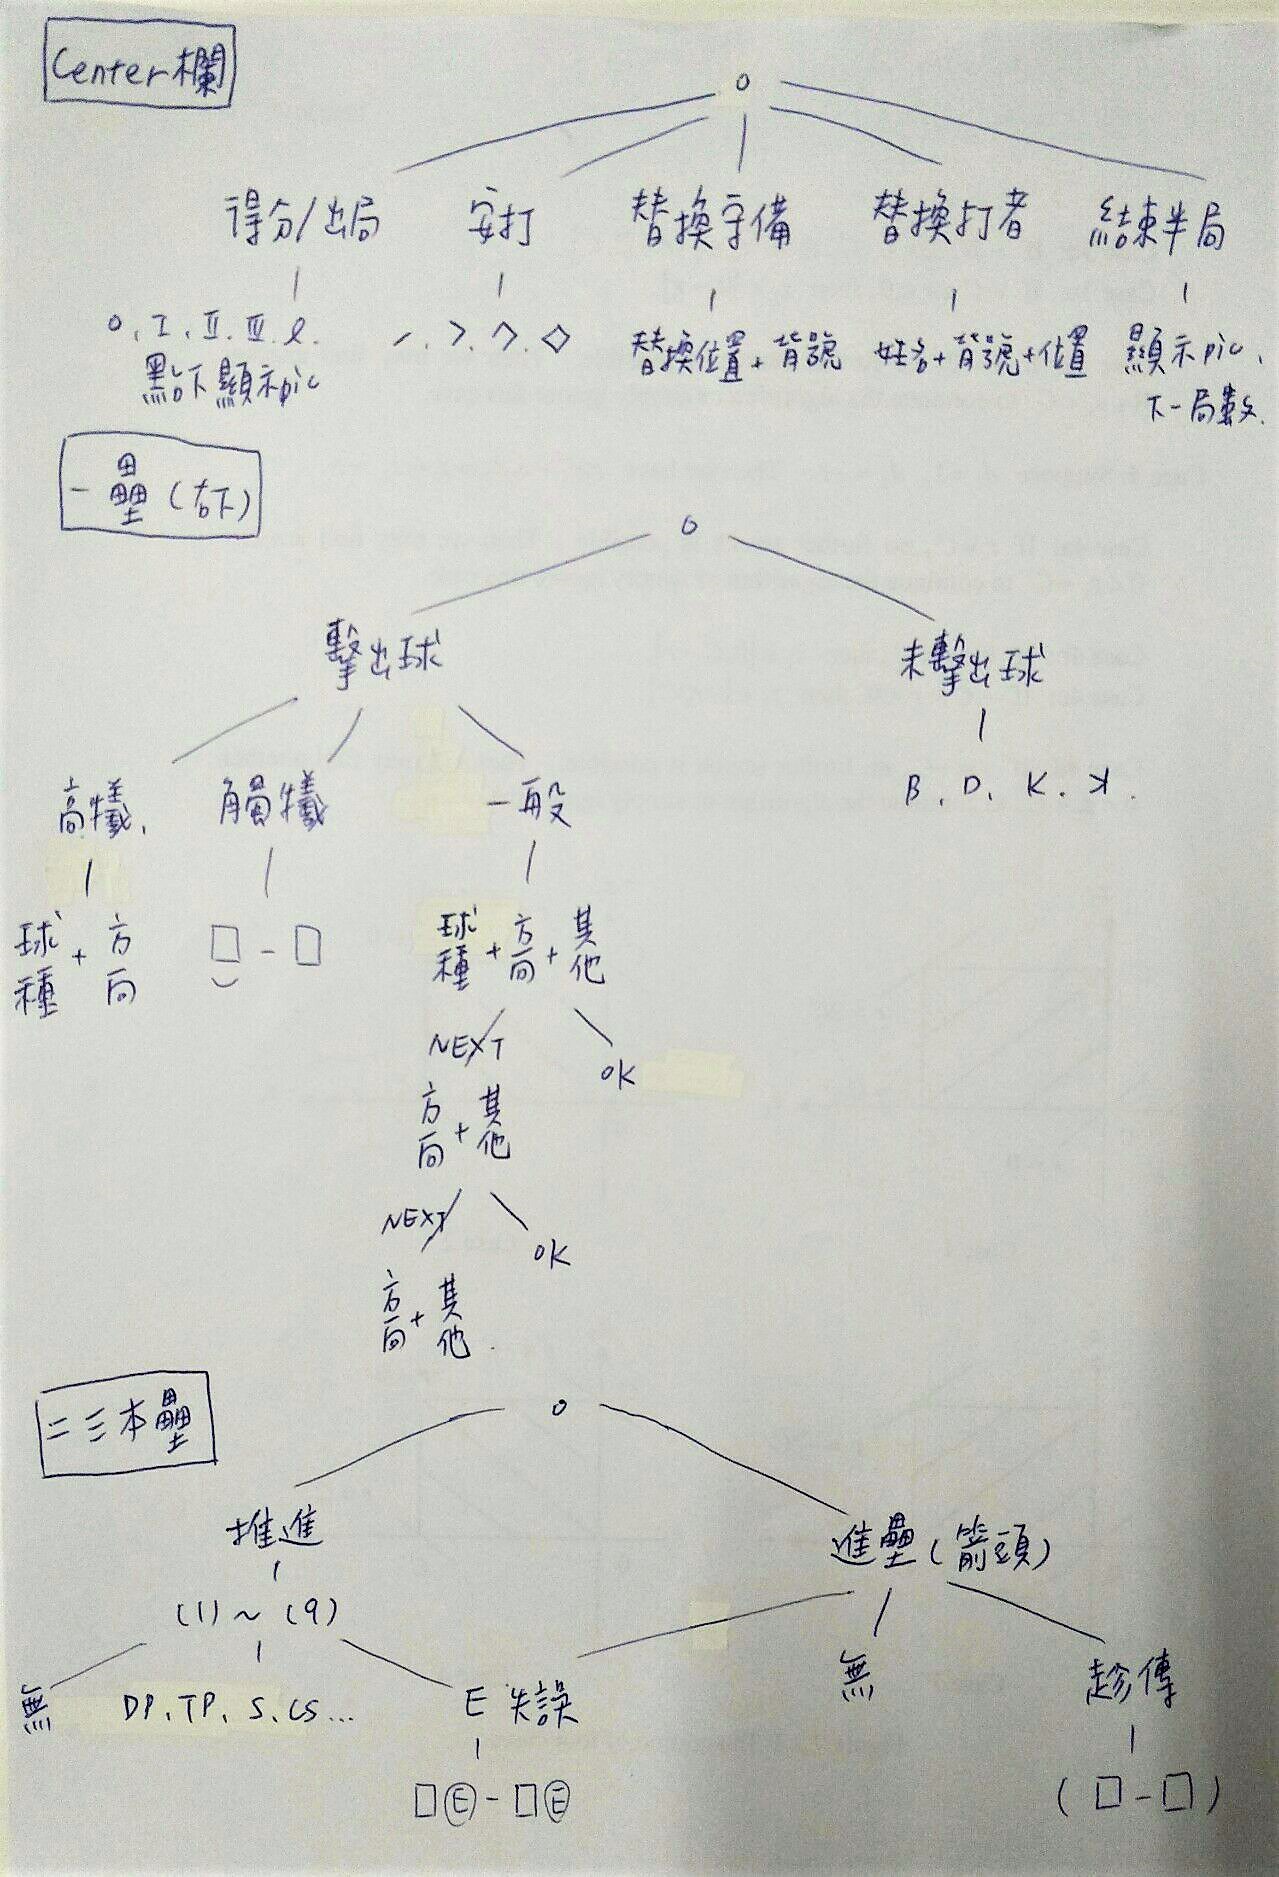 Center欄
o
得分/出局 安打 替換守備 替換打者 結束半局
o、I、II、III、ℓ.
點下顯示pic
替換位置+背號
姓名+背號+位置
顯示pic、
下一局數.
一壘(右下)
o
擊出球 未擊出球
高犧、 觸犧 一般
B、D、K、ꓘ.
球種+方向
□-□
球種+方向+其他
NEXT OK
方向+其他
NEXT OK
方向+其他.
二三本壘
o
推進 進壘(箭頭)
(1)~(9)
無 DP、TP、S、CS... E失誤 無 趁傳
□Ⓔ-□Ⓔ
(□-□)